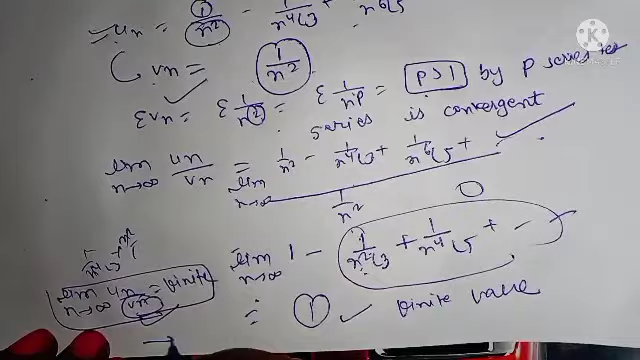 un = 1/n² - 1/n⁴⌊3 + 1/n⁶⌊5
vn = 1/n²
Σvn = Σ 1/n² = Σ 1/nᵖ = p>1 by p series
series is convergent
lim n→∞ un/vn = lim n→∞ 1/n² - 1/n⁴⌊3 + 1/n⁶⌊5 +
1/n²
0
lim n→∞ 1 - 1/n²⌊3 + 1/n⁴⌊5 + - -
lim n→∞ un/vn = finite
= 1 finite value
K
KINEMASTER